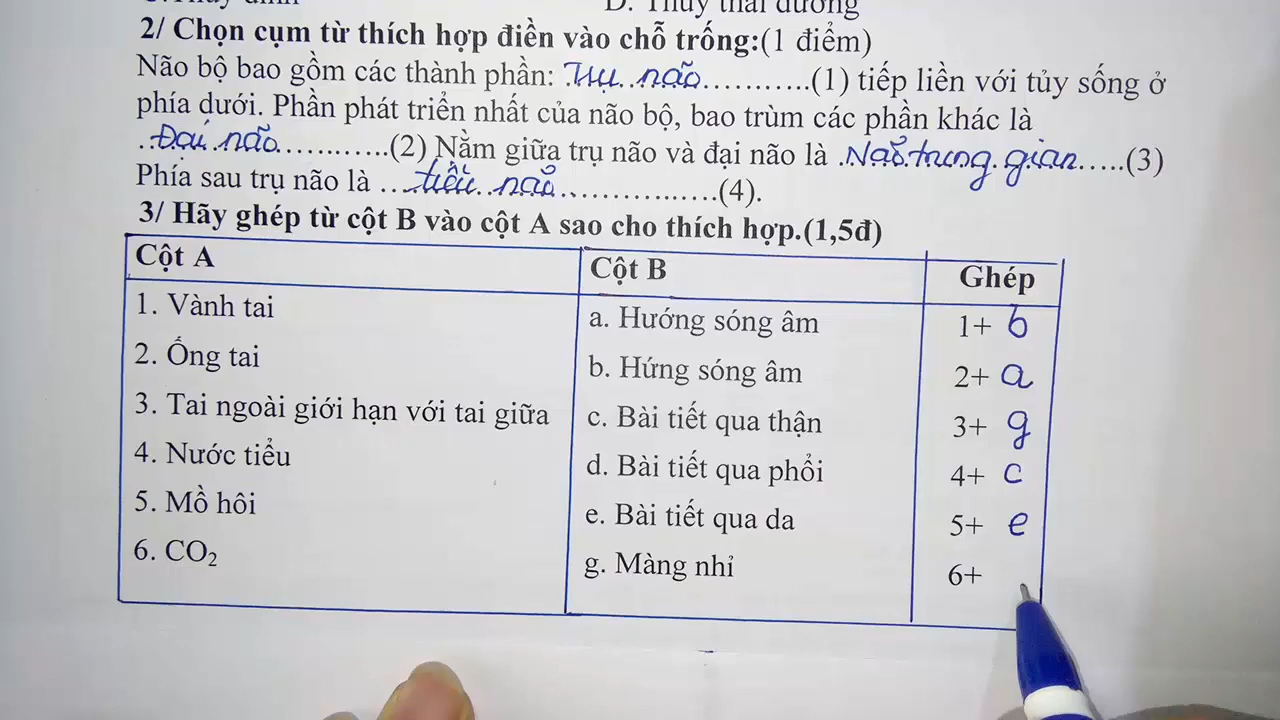 D. Thùy thái dương
2/ Chọn cụm từ thích hợp điền vào chỗ trống:(1 điểm)
Não bộ bao gồm các thành phần: Trụ não..............(1) tiếp liền với tủy sống ở
phía dưới. Phần phát triển nhất của não bộ, bao trùm các phần khác là
..Đại não..............(2) Nằm giữa trụ não và đại não là .Não trung gian.....(3)
Phía sau trụ não là ....tiểu não...................(4).
3/ Hãy ghép từ cột B vào cột A sao cho thích hợp.(1,5đ)
Cột A Cột B Ghép
1. Vành tai a. Hướng sóng âm 1+ b
2. Ống tai b. Hứng sóng âm 2+ a
3. Tai ngoài giới hạn với tai giữa c. Bài tiết qua thận 3+ g
4. Nước tiểu d. Bài tiết qua phổi 4+ c
5. Mồ hôi e. Bài tiết qua da 5+ e
6. CO₂ g. Màng nhỉ 6+